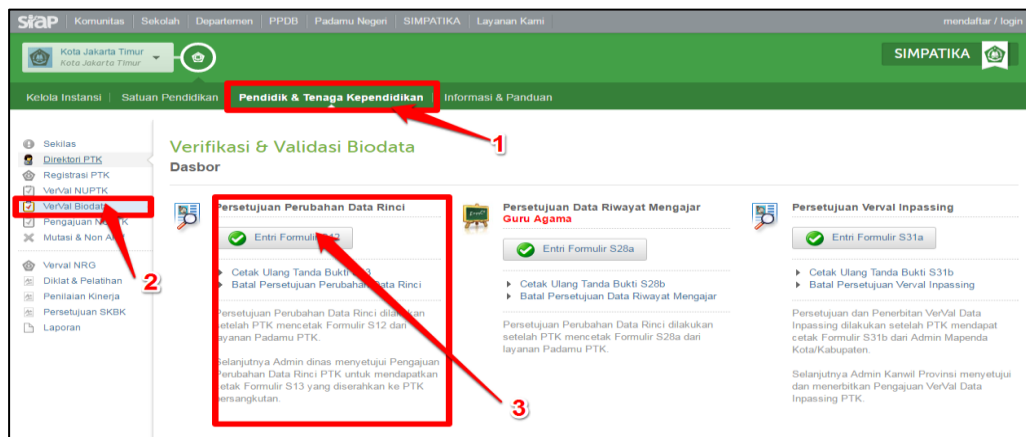 siap Komunitas Sekolah Departemen PPDB Padamu Negeri SIMPATIKA Layanan Kami mendaftar / login
Kota Jakarta Timur
Kota Jakarta Timur
SIMPATIKA
Kelola Instansi Satuan Pendidikan Pendidik & Tenaga Kependidikan Informasi & Panduan
1
Sekilas
Direktori PTK
Registrasi PTK
VerVal NUPTK
VerVal Biodata
Pengajuan
Mutasi & Non
Verval NRG
Diklat & Pelatihan
Penilaian Kinerja
Persetujuan SKBK
Laporan
2
Verifikasi & Validasi Biodata
Dasbor
Persetujuan Perubahan Data Rinci
Entri Formulir S12
Cetak Ulang Tanda Bukti
Batal Persetujuan Perubahan Data Rinci
Persetujuan Perubahan Data Rinci dilakukan
setelah PTK mencetak Formulir S12 dari
layanan Padamu PTK.
Selanjutnya Admin dinas menyetujui Pengajuan
Perubahan Data Rinci PTK untuk mendapatkan
cetak Formulir S13 yang diserahkan ke PTK
bersangkutan.
3
Persetujuan Data Riwayat Mengajar
Guru Agama
Entri Formulir S28a
Cetak Ulang Tanda Bukti S28b
Batal Persetujuan Data Riwayat Mengajar
Persetujuan Perubahan Data Rinci dilakukan
setelah PTK mencetak Formulir S28a dari
layanan Padamu PTK.
Persetujuan Verval Inpassing
Entri Formulir S31a
Cetak Ulang Tanda Bukti S31b
Batal Persetujuan Verval Inpassing
Persetujuan dan Penerbitan VerVal Data
Inpassing dilakukan setelah PTK mendapat
cetak Formulir S31b dari Admin Mapenda
Kota/Kabupaten.
Selanjutnya Admin Kanwil Provinsi menyetujui
dan menerbitkan Pengajuan VerVal Data
Inpassing PTK.